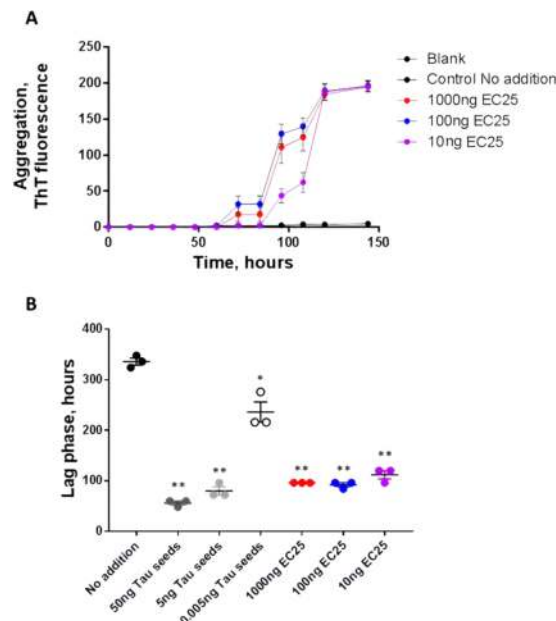 A
Aggregation,
ThT fluorescence
250
200
150
100
50
0
0
50
100
150
Time, hours
Blank
Control No addition
1000ng EC25
100ng EC25
10ng EC25
B
Lag phase, hours
400
300
200
100
0
**
**
*
**
**
**
No addition
50ng Tau seeds
5ng Tau seeds
0.005ng Tau seeds
1000ng EC25
100ng EC25
10ng EC25